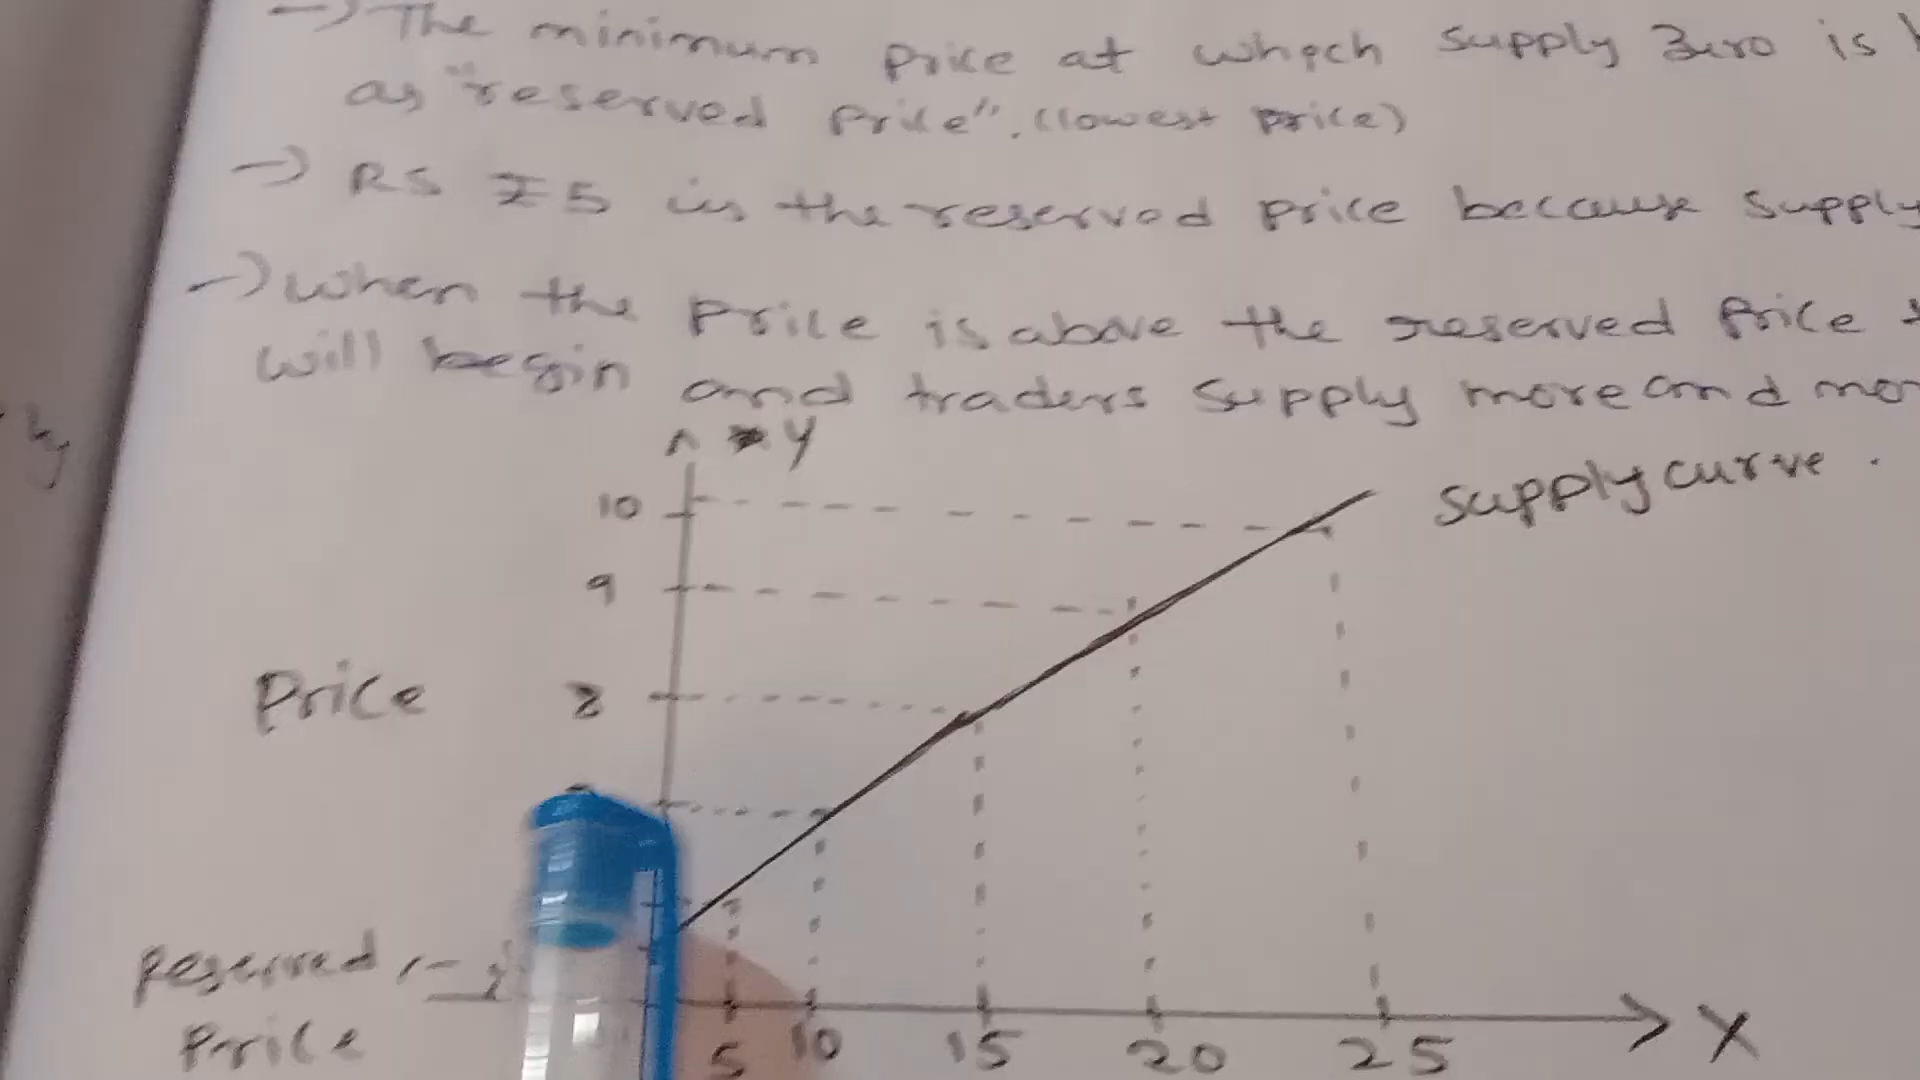 → The minimum price at which supply Zero is
as "reserved price". (lowest price)
→ RS ₹5 is the reserved price because supply
→ when the price is above the reserved price
will begin and traders supply more and mor
Y
supply curve.
10
9
Price 8
Reserved
Price
5 10 15 20 25 X